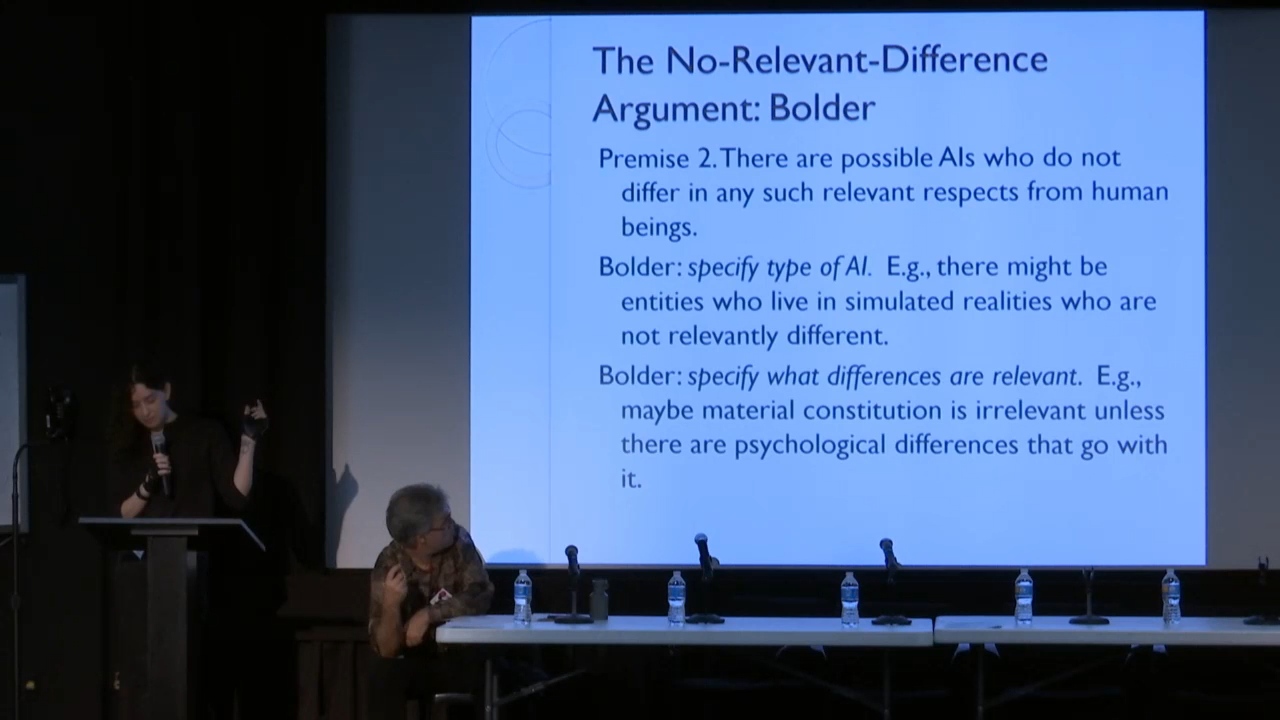 The No-Relevant-Difference
Argument: Bolder
Premise 2. There are possible AIs who do not
differ in any such relevant respects from human
beings.
Bolder: specify type of AI. E.g., there might be
entities who live in simulated realities who are
not relevantly different.
Bolder: specify what differences are relevant. E.g.,
maybe material constitution is irrelevant unless
there are psychological differences that go with
it.